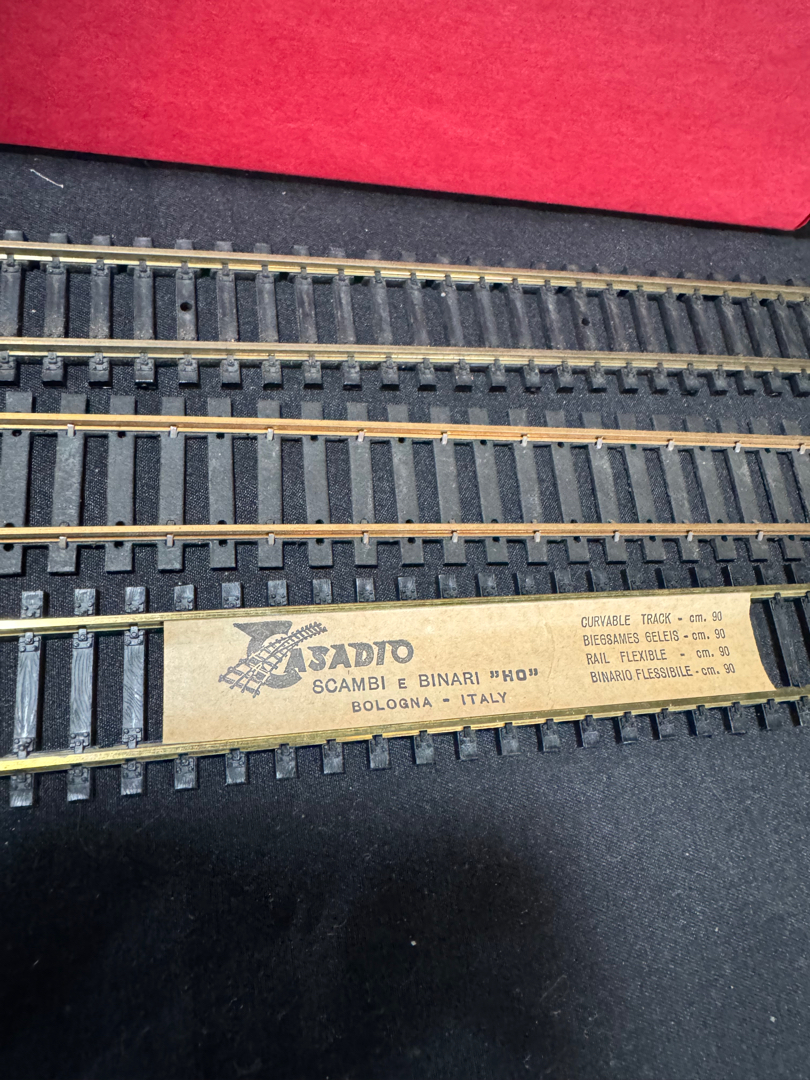 CASADIO
SCAMBI E BINARI "HO"
BOLOGNA - ITALY
CURVABLE TRACK - cm. 90
BIEGSAMES GELEIS - cm. 90
RAIL FLEXIBLE - cm. 90
BINARIO FLESSIBILE - cm. 90